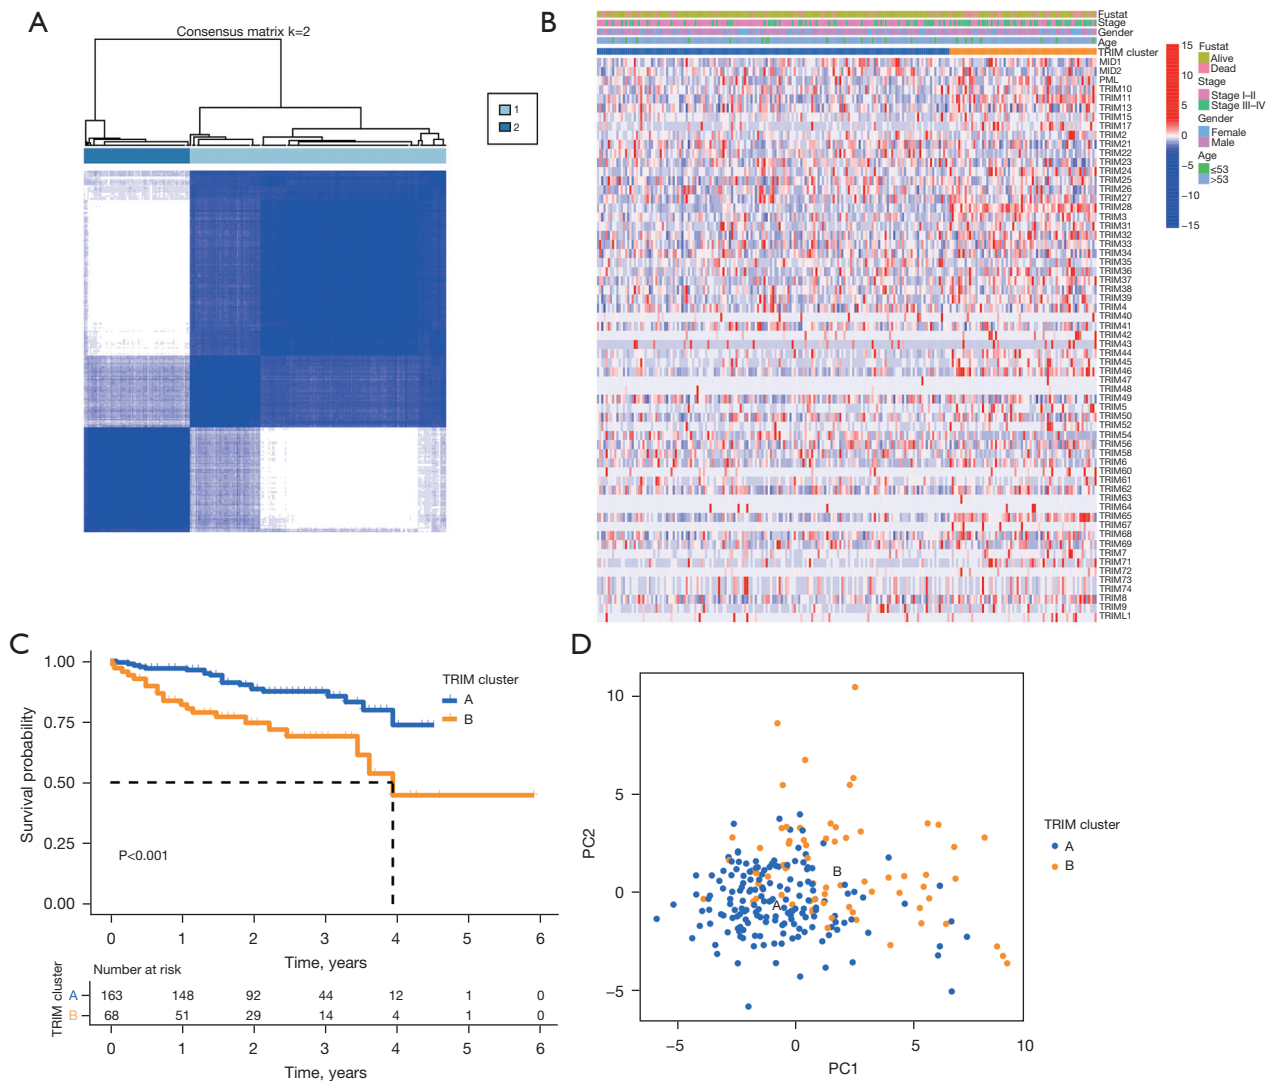 A
Consensus matrix k=2
1
2
B
Fustat
Stage
Gender
Age
TRIM cluster
MID1
MID2
PML
TRIM10
TRIM11
TRIM13
TRIM15
TRIM17
TRIM2
TRIM21
TRIM22
TRIM23
TRIM24
TRIM25
TRIM26
TRIM27
TRIM28
TRIM3
TRIM31
TRIM32
TRIM33
TRIM34
TRIM35
TRIM36
TRIM37
TRIM38
TRIM39
TRIM4
TRIM40
TRIM41
TRIM42
TRIM43
TRIM44
TRIM45
TRIM46
TRIM47
TRIM48
TRIM49
TRIM5
TRIM50
TRIM52
TRIM54
TRIM56
TRIM58
TRIM6
TRIM60
TRIM61
TRIM62
TRIM63
TRIM64
TRIM65
TRIM67
TRIM68
TRIM69
TRIM7
TRIM71
TRIM72
TRIM73
TRIM74
TRIM8
TRIM9
TRIML1
15
10
5
0
−5
−10
−15
Fustat
Alive
Dead
Stage
Stage I–II
Stage III–IV
Gender
Female
Male
Age
≤53
>53
C
1.00
0.75
0.50
0.25
0.00
Survival probability
P<0.001
TRIM cluster
A
B
0 1 2 3 4 5 6
Time, years
Number at risk
TRIM cluster
A 163 148 92 44 12 1 0
B 68 51 29 14 4 1 0
0 1 2 3 4 5 6
Time, years
D
10
5
0
−5
PC2
A
B
−5 0 5 10
PC1
TRIM cluster
A
B